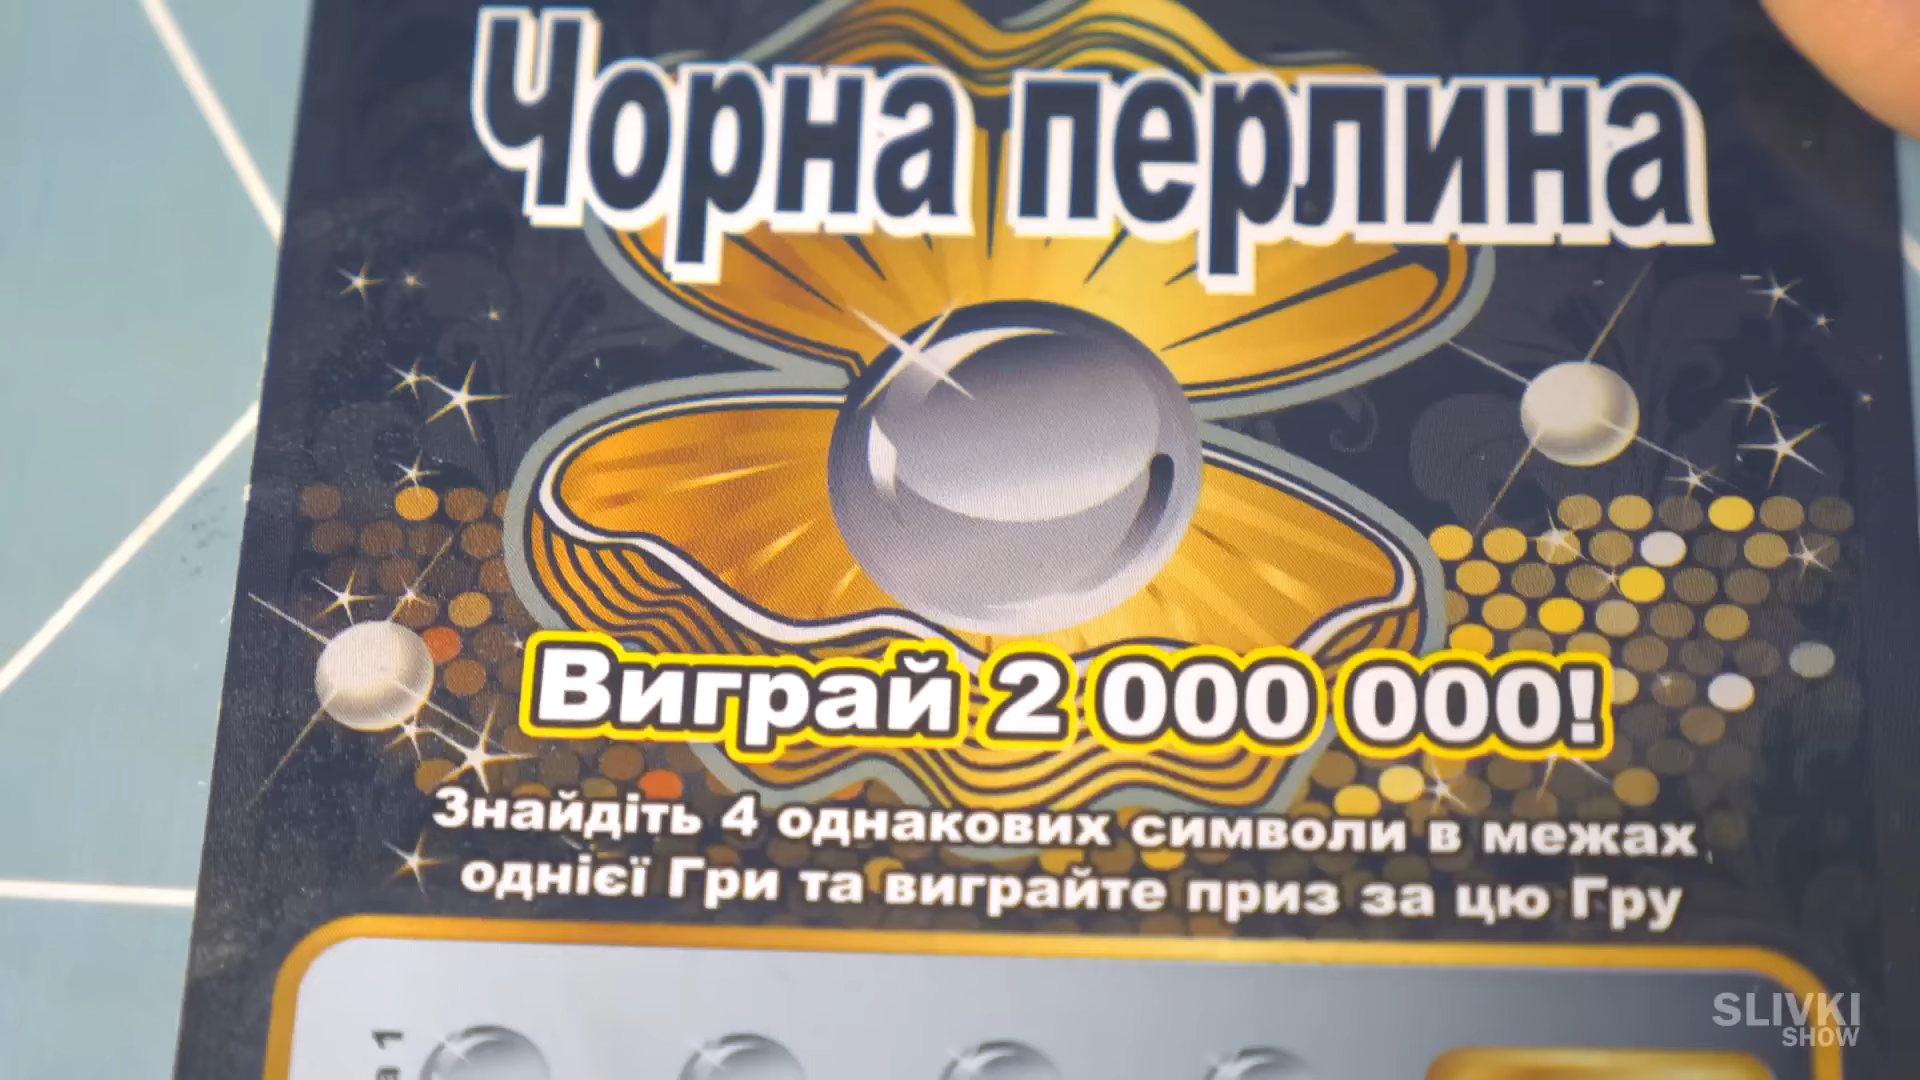 Чорна перлина
Виграй 2 000 000!
Знайдіть 4 однакових символи в межах
однієї Гри та виграйте приз за цю Гру
SLIVKI
SHOW